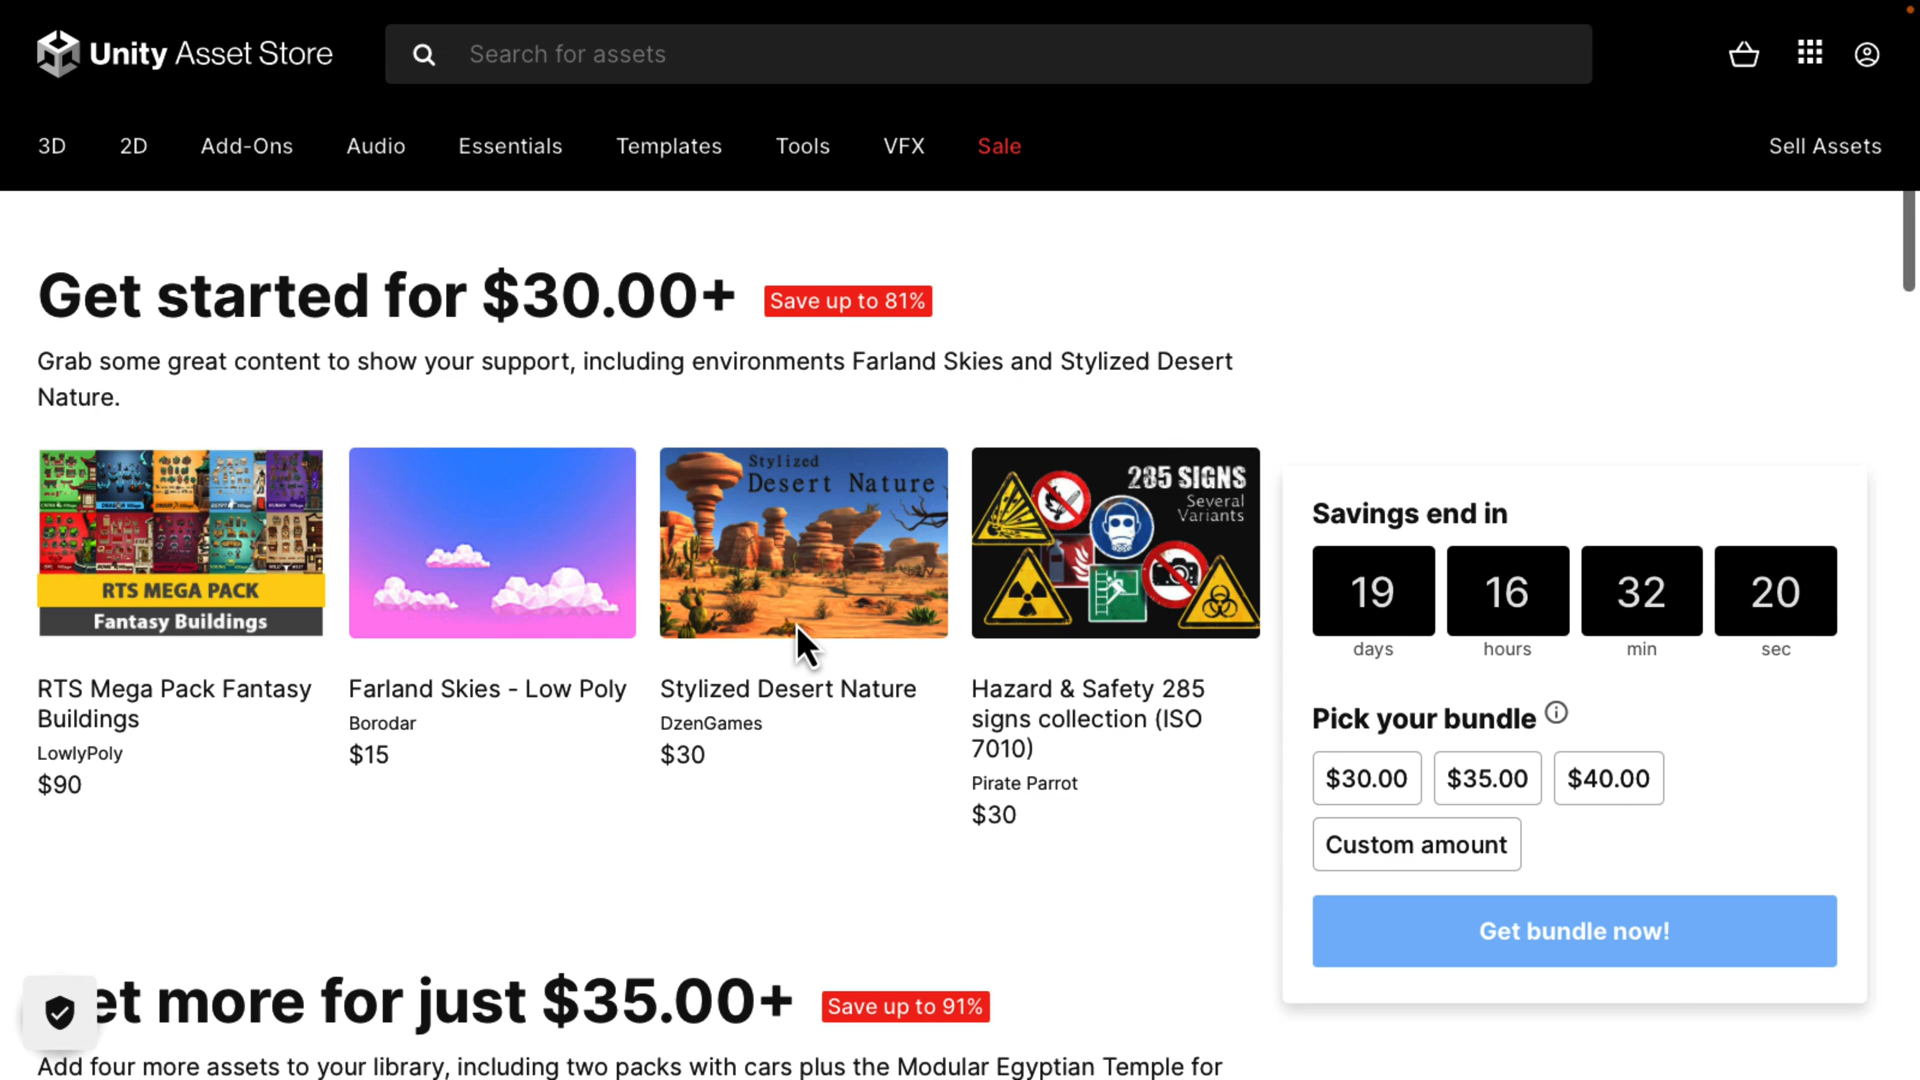 Unity Asset Store
Search for assets
3D 2D Add-Ons Audio Essentials Templates Tools VFX Sale Sell Assets
Get started for $30.00+ Save up to 81%
Grab some great content to show your support, including environments Farland Skies and Stylized Desert
Nature.
RTS MEGA PACK
Fantasy Buildings
Stylized
Desert Nature
285 SIGNS
Several
Variants
RTS Mega Pack Fantasy
Buildings
LowlyPoly
$90
Farland Skies - Low Poly
Borodar
$15
Stylized Desert Nature
DzenGames
$30
Hazard & Safety 285
signs collection (ISO
7010)
Pirate Parrot
$30
Savings end in
19 16 32 20
days hours min sec
Pick your bundle
$30.00 $35.00 $40.00
Custom amount
Get bundle now!
et more for just $35.00+ Save up to 91%
Add four more assets to your library, including two packs with cars plus the Modular Egyptian Temple for